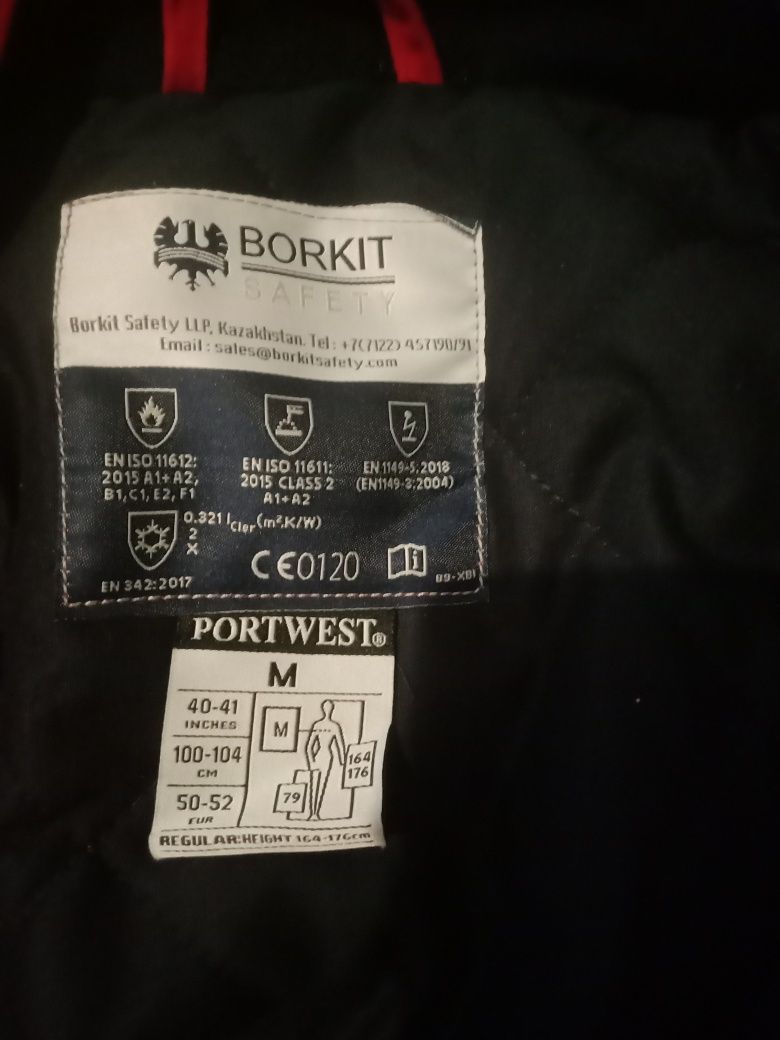 BORKIT
SAFETY
Borkit Safety LLP, Kazakhstan. Tel : +7(7122) 457190/91
Email : sales@borkitsafety.com
EN ISO 11612:
2015 A1+A2,
B1,C1, E2, F1
EN ISO 11611:
2015 CLASS 2
A1+A2
EN 1149-5:2018
(EN1149-3:2004)
0.321 Icler (m².K/W)
2
X
EN 342:2017
CE0120
i
PORTWEST®
M
40-41
INCHES
100-104
CM
50-52
EUR
M
164
176
79
REGULAR:HEIGHT 164-176cm